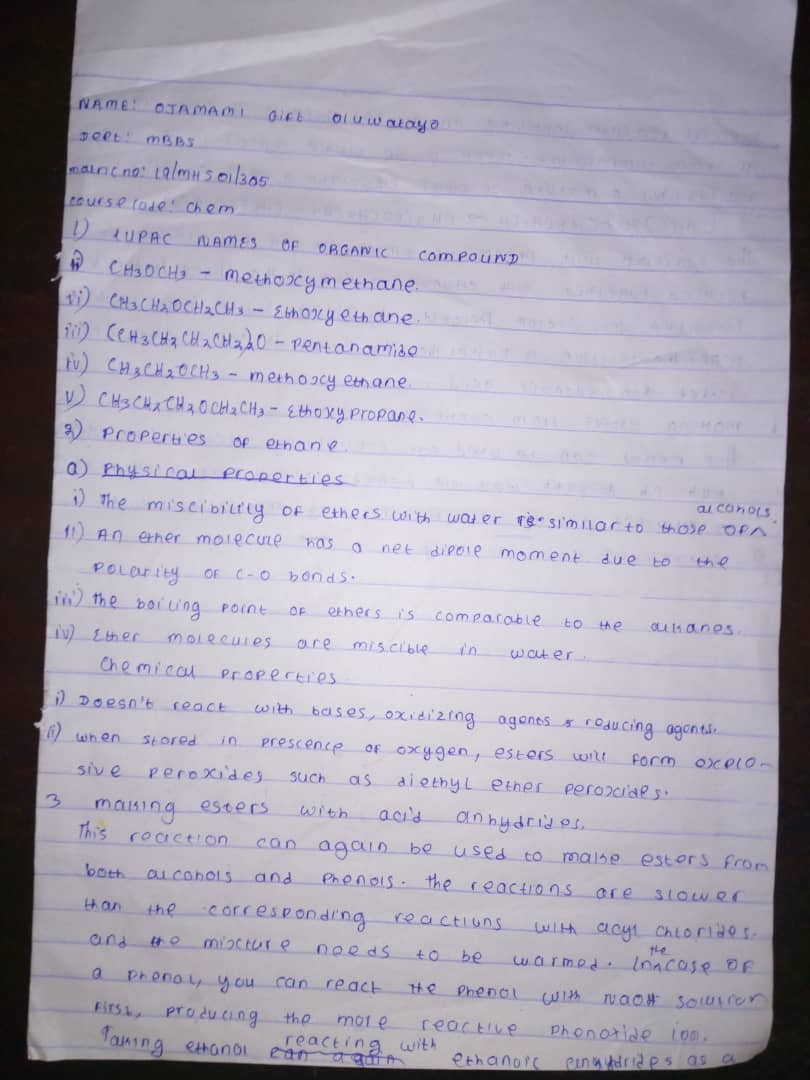 NAME: OJAMAMI Gift Oluwatayo
Dept: MBBS
matric no: 19/MHS01/305
course code: chem
1) IUPAC NAMES OF ORGANIC COMPOUND
i) CH3OCH3 - methoxymethane.
ii) CH3CH2OCH2CH3 - Ethoxyethane.
iii) (CH3CH2CH2CH2)2O - Pentanamide
iv) CH3CH2OCH3 - methoxy ethane.
v) CH3CH2CH2OCH2CH3 - Ethoxy propane.
2) Properties of ethane.
a) Physical properties
i) The miscibility of ethers with water is similar to those of alcohols.
ii) An ether molecule has a net dipole moment due to the
polarity of C-O bonds.
iii) The boiling point of ethers is comparable to the alkanes.
iv) Ether molecules are miscible in water.
Chemical properties
i) Doesn't react with bases, oxidizing agents & reducing agents.
ii) when stored in prescence of oxygen, esters will form explo-
sive peroxides such as diethyl ether peroxides.
3 making esters with acid anhydrides.
This reaction can again be used to make esters from
both alcohols and phenols. The reactions are slower
than the corresponding reactions with acyl chlorides.
and the mixture needs to be warmed. In the case of
a phenol, you can react the phenol with NaOH solution
first, producing the more reactive phenoxide ion.
Taking ethanol reacting with ethanoic anhydrides as a